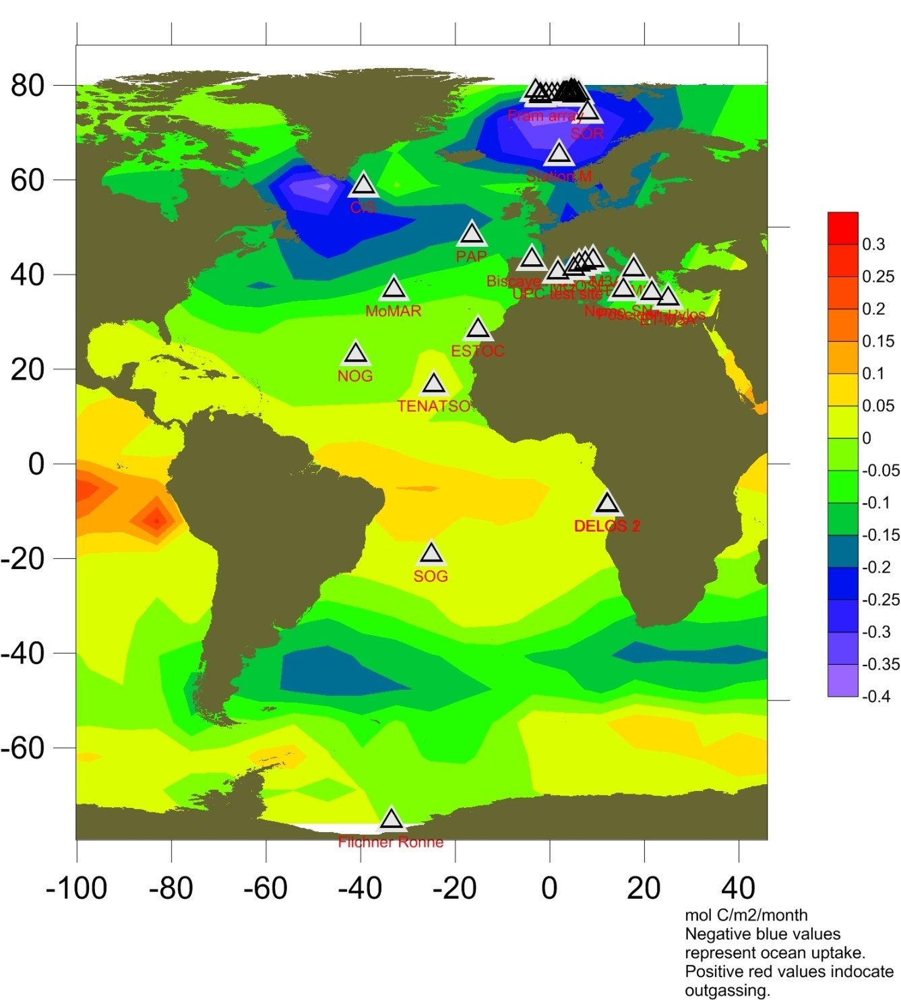 80
60
40
20
0
-20
-40
-60
Fram array
SOR
Station M
CIS
PAP
Biscaye
UPC test site
MoMAR
ESTOC
NOG
TENATSO
DELOS
SOG
Filchner Ronne
-100 -80 -60 -40 -20 0 20 40
0.3
0.25
0.2
0.15
0.1
0.05
0
-0.05
-0.1
-0.15
-0.2
-0.25
-0.3
-0.35
-0.4
mol C/m2/month
Negative blue values
represent ocean uptake.
Positive red values indocate
outgassing.